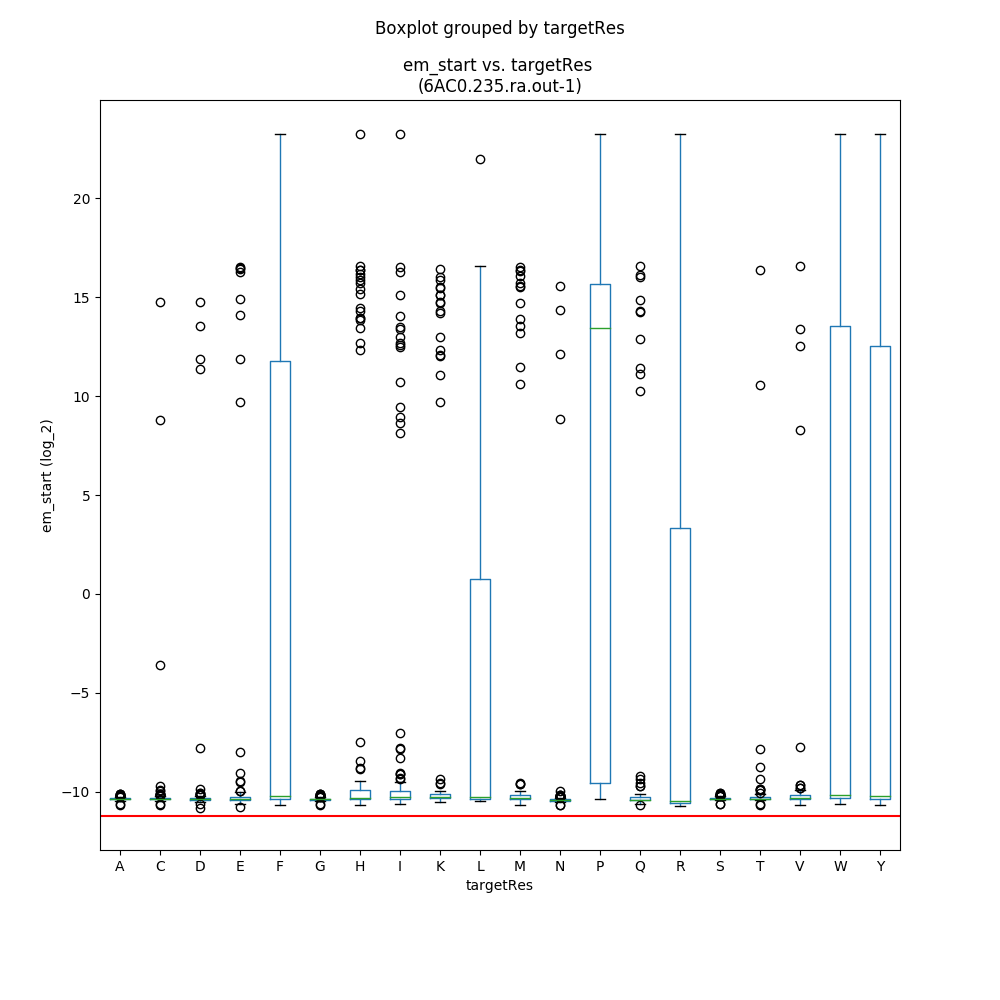 Boxplot grouped by targetRes
em_start vs. targetRes
(6AC0.235.ra.out-1)
em_start (log_2)
20
15
10
5
0
−5
−10
A C D E F G H I K L M N P Q R S T V W Y
targetRes